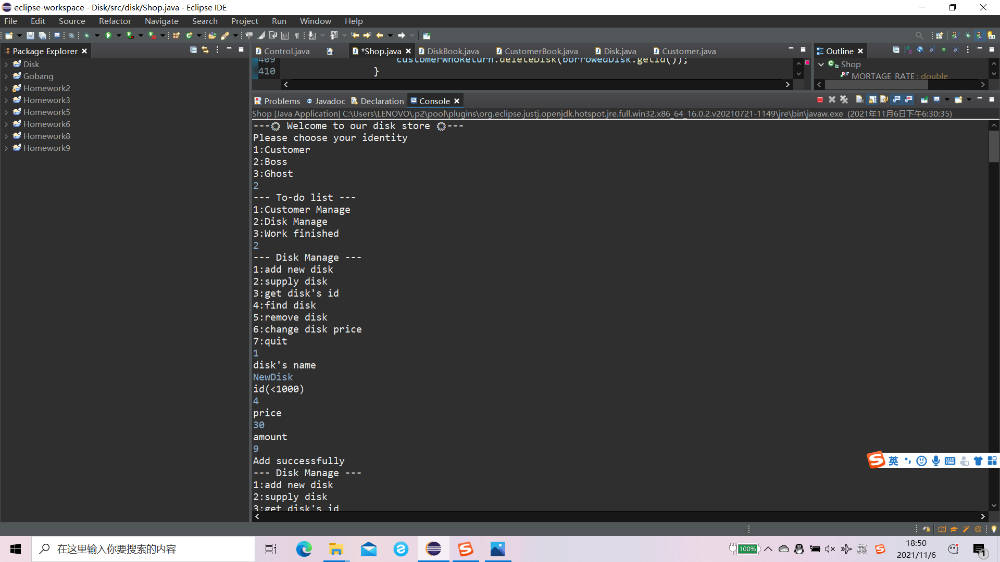 eclipse-workspace - Disk/src/disk/Shop.java - Eclipse IDE
File Edit Source Refactor Navigate Search Project Run Window Help
Package Explorer
Disk
Gobang
Homework2
Homework3
Homework5
Homework6
Homework8
Homework9
Control.java *Shop.java DiskBook.java CustomerBook.java Disk.java Customer.java
409 customerWhoReturn.deleteDisk(borrowedDisk.getId());
410 }
Outline
Shop
MORTAGE_RATE : double
Problems Javadoc Declaration Console
Shop [Java Application] C:\Users\LENOVO\.p2\pool\plugins\org.eclipse.justj.openjdk.hotspot.jre.full.win32.x86_64_16.0.2.v20210721-1149\jre\bin\javaw.exe (2021年11月6日下午6:30:35)
---۞ Welcome to our disk store ۞---
Please choose your identity
1:Customer
2:Boss
3:Ghost
2
--- To-do list ---
1:Customer Manage
2:Disk Manage
3:Work finished
2
--- Disk Manage ---
1:add new disk
2:supply disk
3:get disk's id
4:find disk
5:remove disk
6:change disk price
7:quit
1
disk's name
NewDisk
id(<1000)
4
price
30
amount
9
Add successfully
--- Disk Manage ---
1:add new disk
2:supply disk
3:get disk's id
英
在这里输入你要搜索的内容
100%
英
18:50
2021/11/6
1